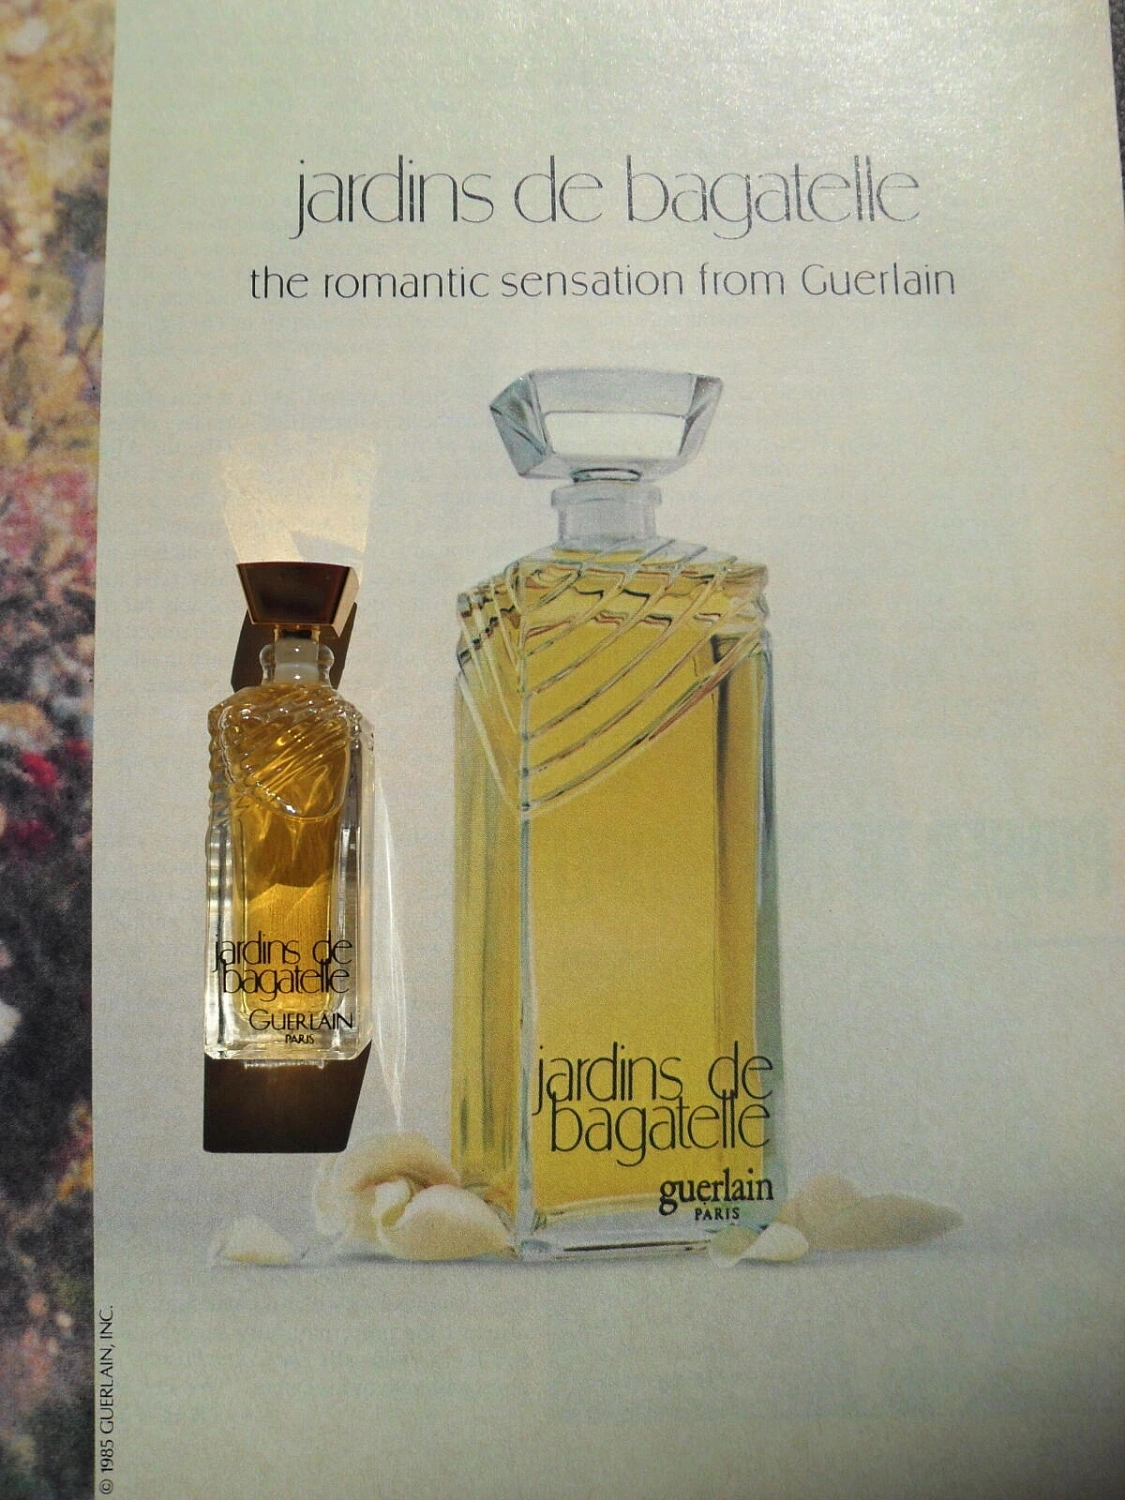 jardins de bagatelle
the romantic sensation from Guerlain
jardins de
bagatelle
GUERLAIN
PARIS
jardins de
bagatelle
guerlain
PARIS
© 1985 GUERLAIN, INC.